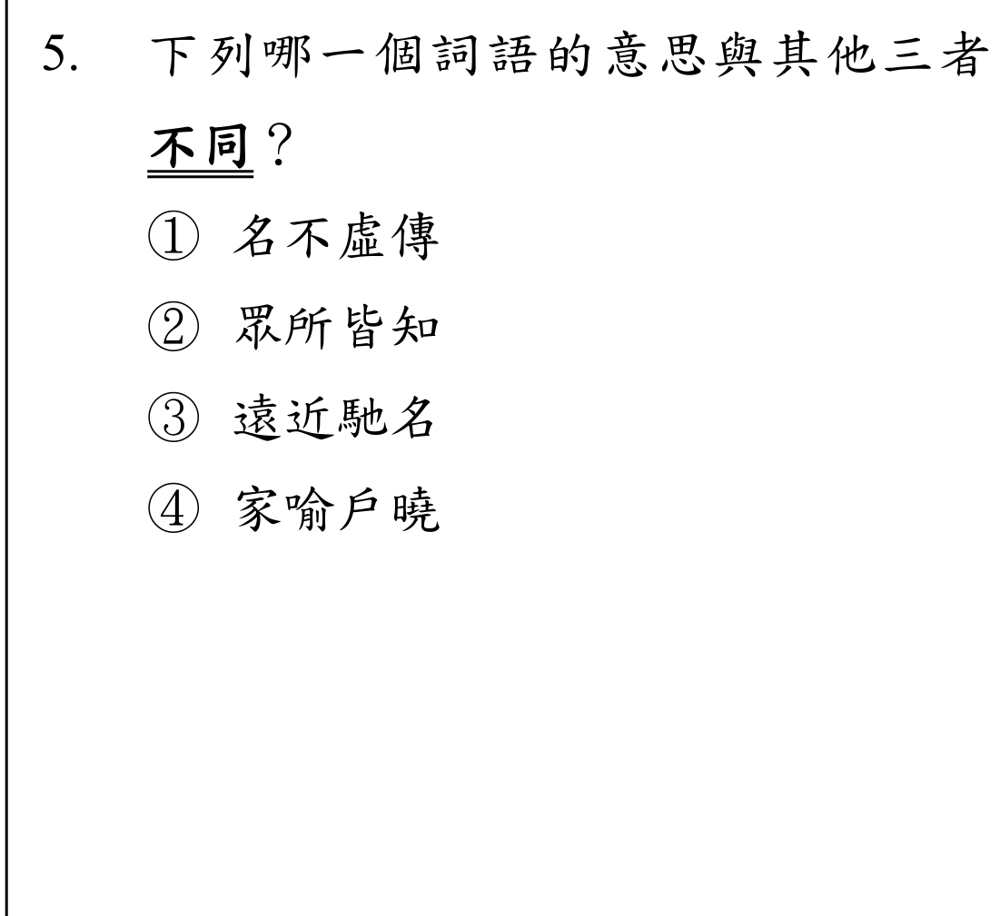 5. 下列哪一個詞語的意思與其他三者
不同？
① 名不虛傳
② 眾所皆知
③ 遠近馳名
④ 家喻戶曉